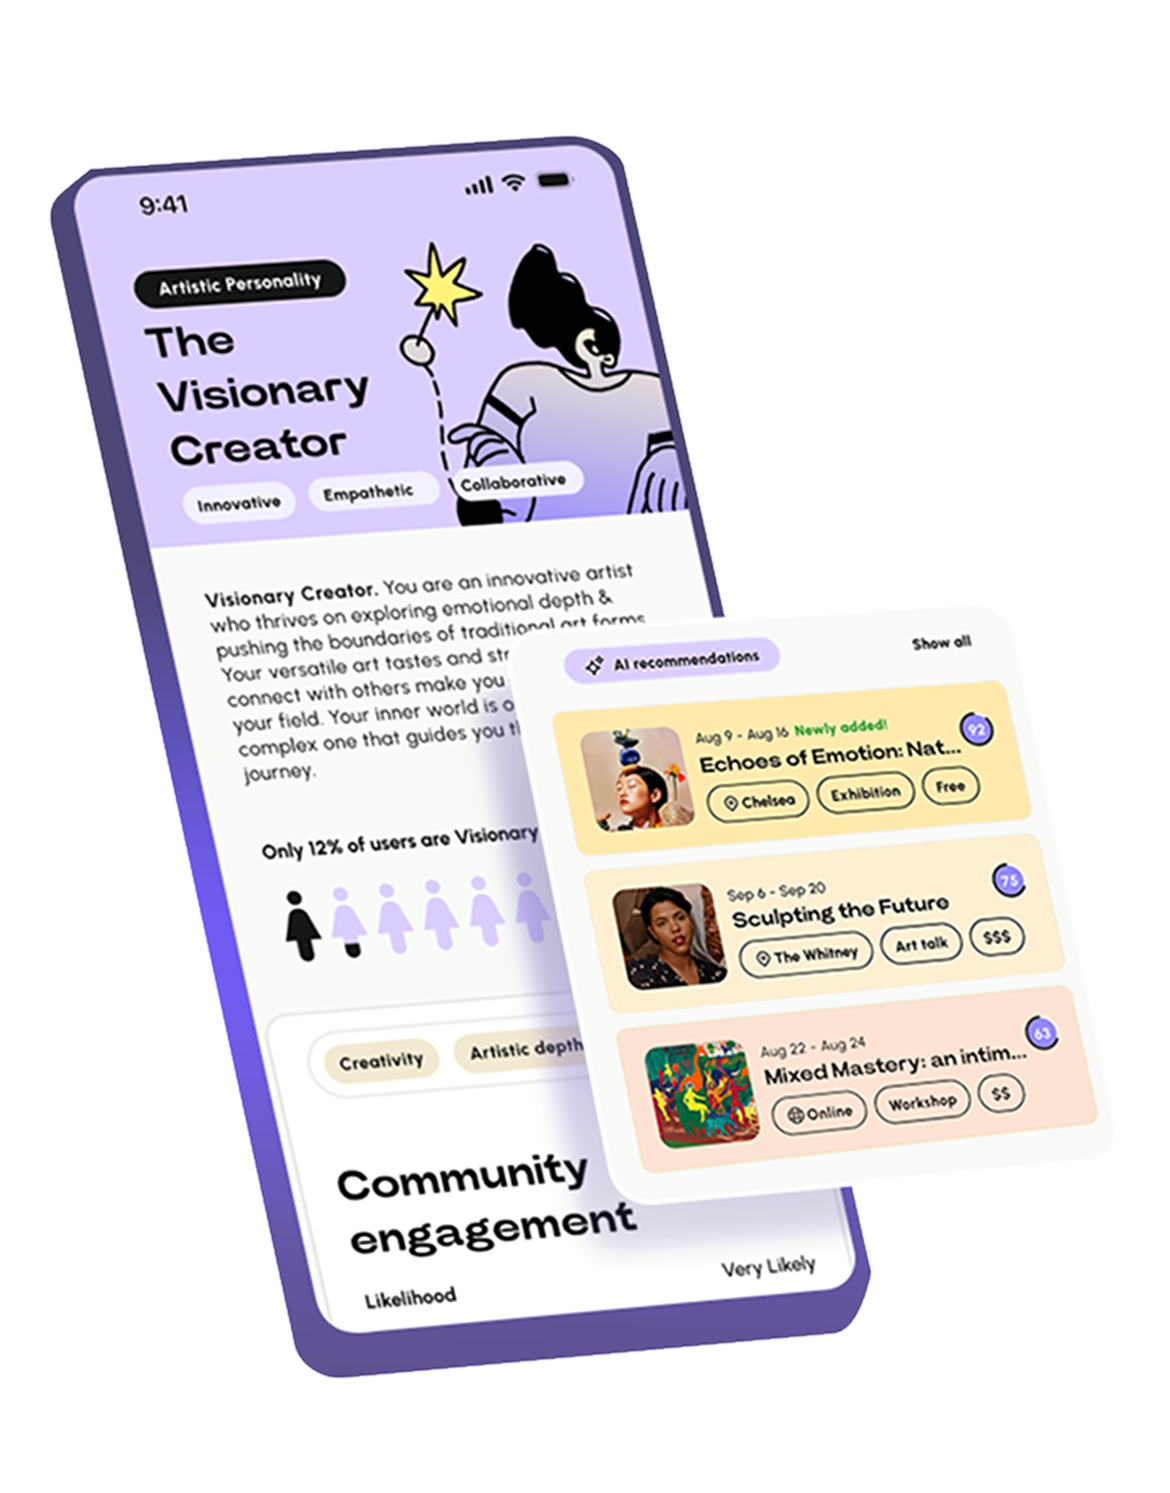 9:41
Artistic Personality
The
Visionary
Creator
Innovative
Empathetic
Collaborative
Visionary Creator. You are an innovative artist
who thrives on exploring emotional depth &
pushing the boundaries of traditional art forms
Your versatile art tastes and str
connect with others make you
your field. Your inner world is
complex one that guides you
journey.
Only 12% of users are Visionary
Creativity
Artistic depth
Community
engagement
Likelihood
Very Likely
AI recommendations
Show all
Aug 9 - Aug 16 Newly added!
92
Echoes of Emotion: Nat...
Chelsea
Exhibition
Free
Sep 6 - Sep 20
75
Sculpting the Future
The Whitney
Art talk
$$$
Aug 22 - Aug 24
63
Mixed Mastery: an intim...
Online
Workshop
$$